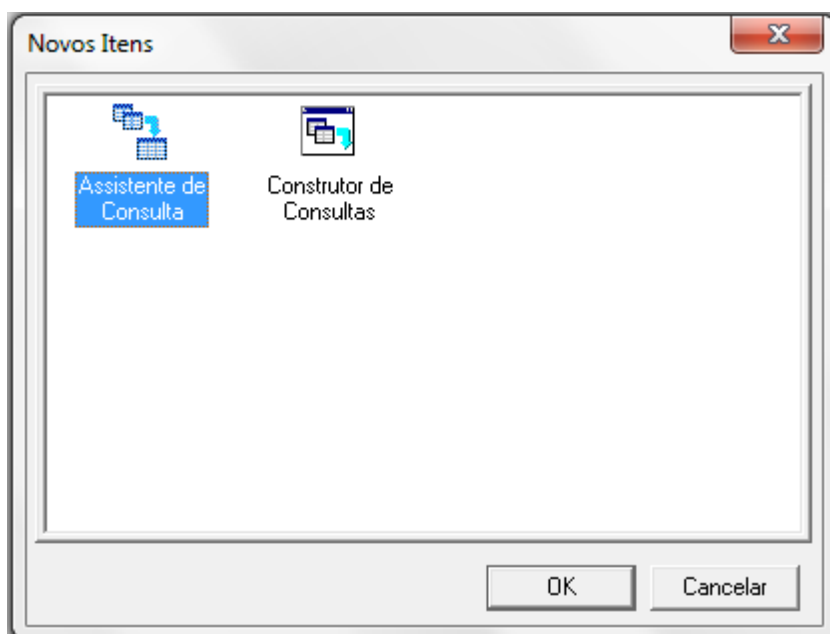 Novos Itens
Assistente de
Consulta
Construtor de
Consultas
OK
Cancelar